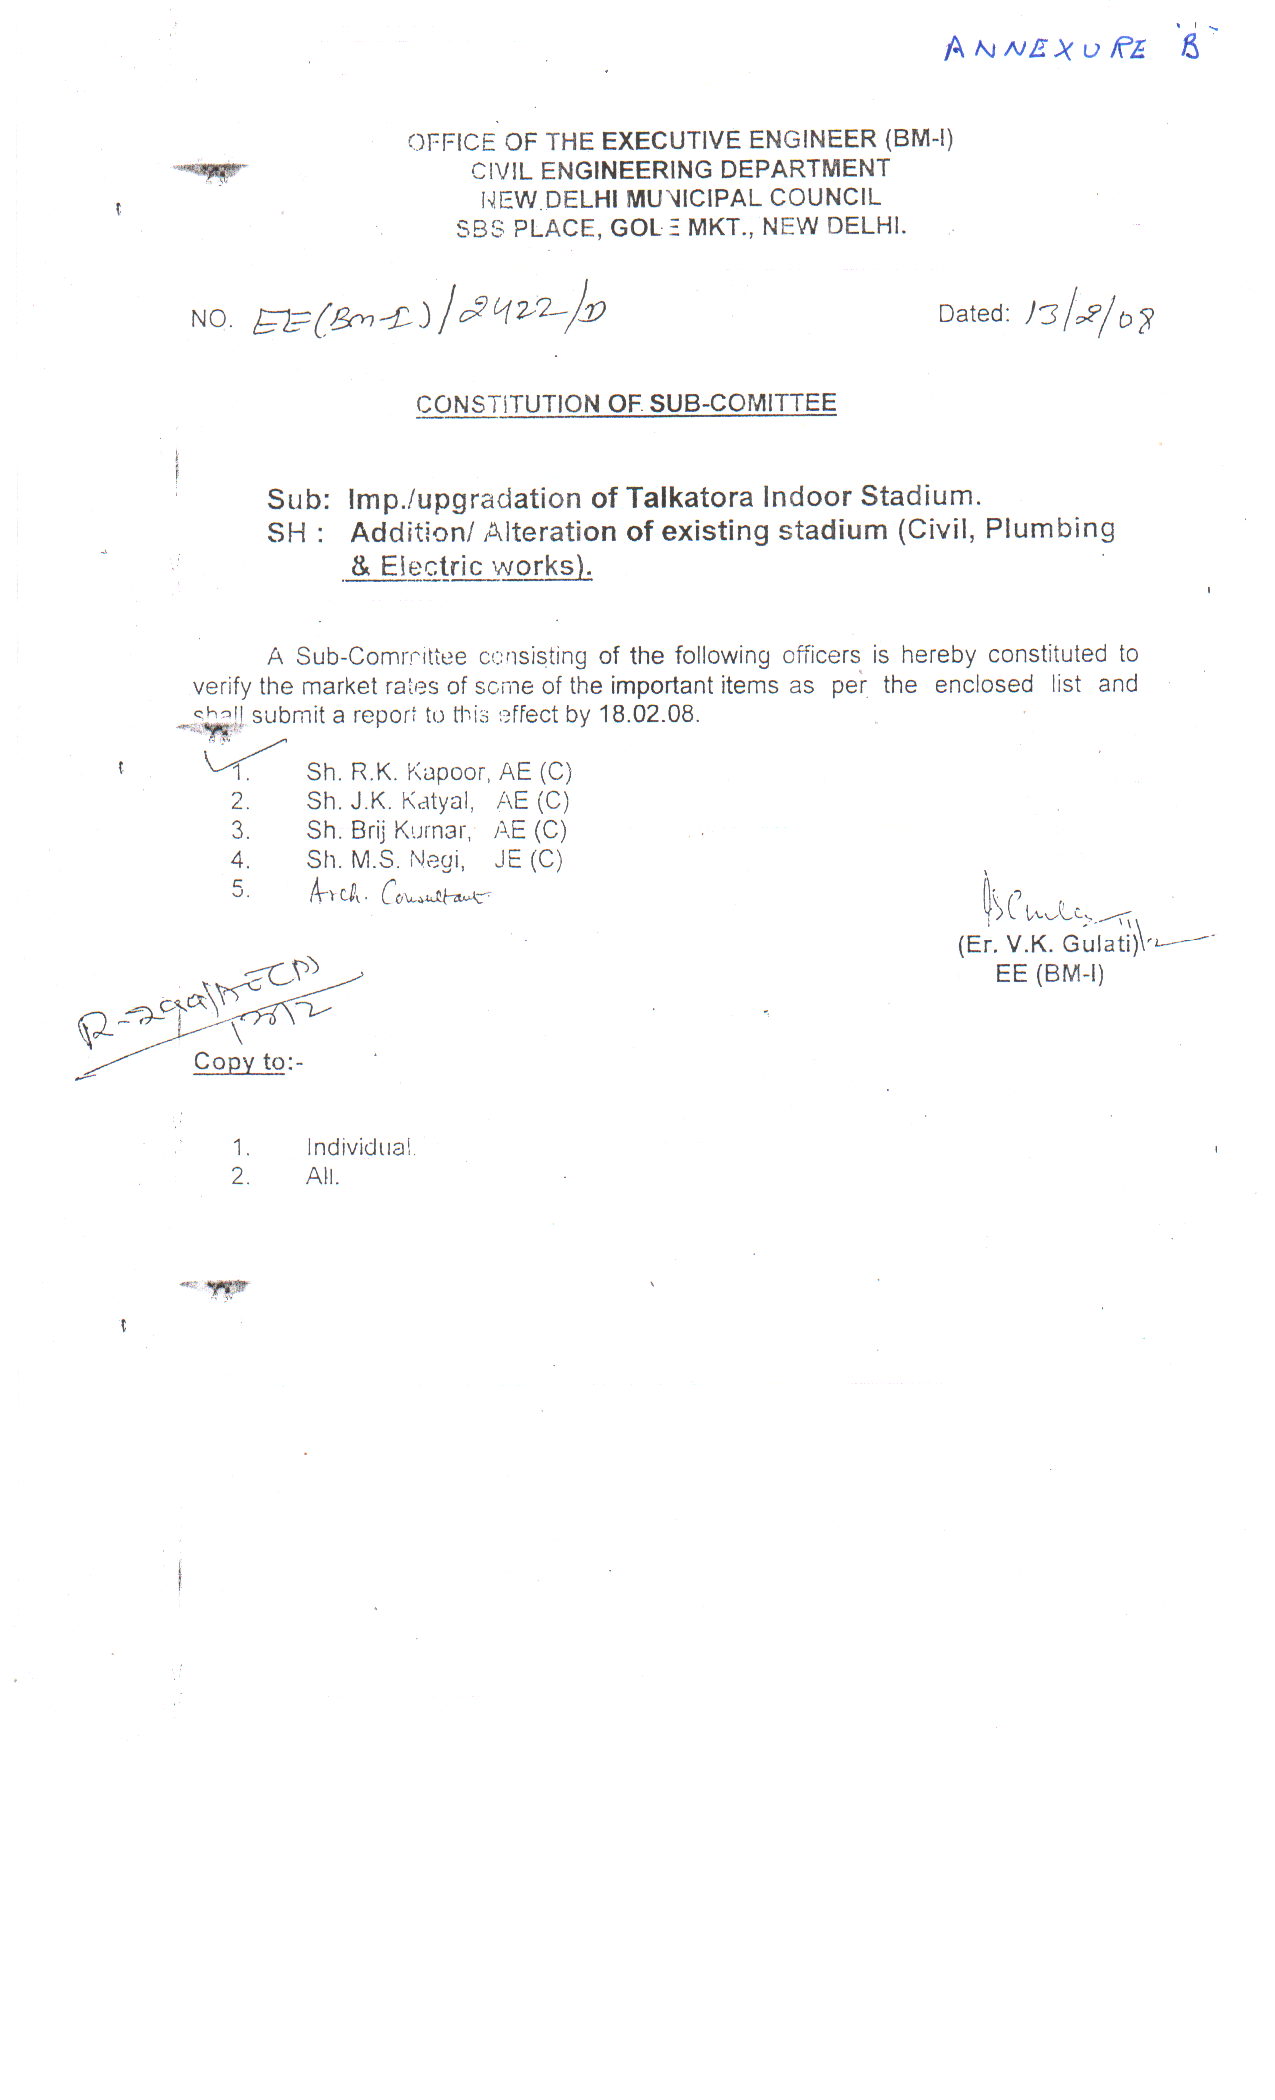 ANNEXURE 'B'
OFFICE OF THE EXECUTIVE ENGINEER (BM-I)
CIVIL ENGINEERING DEPARTMENT
NEW DELHI MUNICIPAL COUNCIL
SBS PLACE, GOLE MKT., NEW DELHI.
NO. EE(BM-I)/2422/D Dated: 13/2/08
CONSTITUTION OF SUB-COMITTEE
Sub: Imp./upgradation of Talkatora Indoor Stadium.
SH : Addition/ Alteration of existing stadium (Civil, Plumbing
& Electric works).
A Sub-Committee consisting of the following officers is hereby constituted to
verify the market rates of some of the important items as per the enclosed list and
shall submit a report to this effect by 18.02.08.
1. Sh. R.K. Kapoor, AE (C)
2. Sh. J.K. Katyal, AE (C)
3. Sh. Brij Kumar, AE (C)
4. Sh. M.S. Negi, JE (C)
5. Arch. Consultant
(Er. V.K. Gulati)
EE (BM-I)
Copy to:-
1. Individual.
2. All.